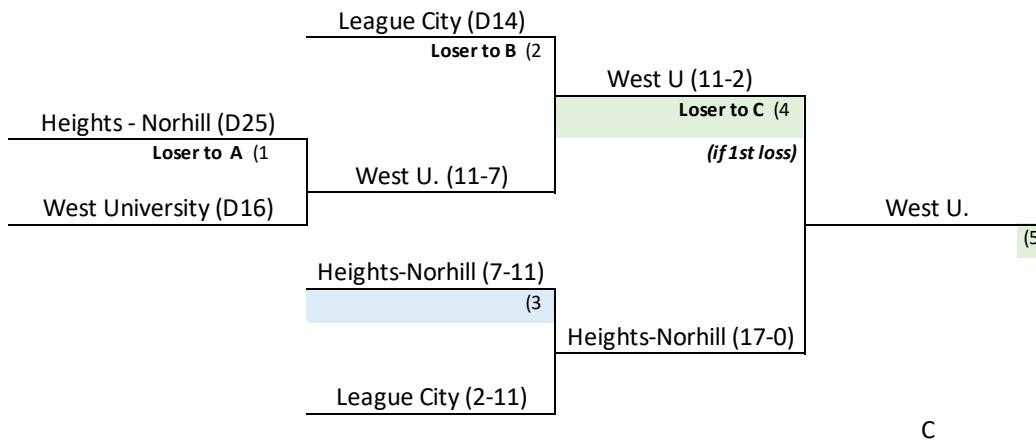 League City (D14)
Loser to B (2
West U (11-2)
Loser to C (4
Heights - Norhill (D25)
Loser to A (1
(if 1st loss)
West U. (11-7)
West University (D16)
West U.
(5
Heights-Norhill (7-11)
(3
Heights-Norhill (17-0)
League City (2-11)
C